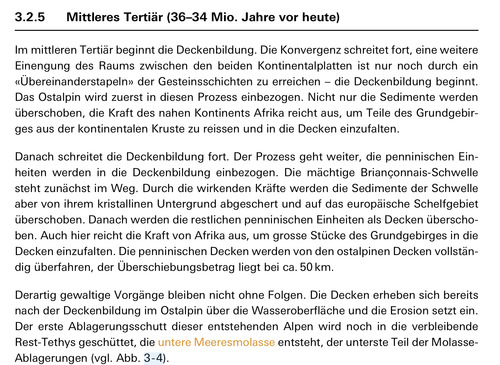 3.2.5 Mittleres Tertiär (36–34 Mio. Jahre vor heute)
Im mittleren Tertiär beginnt die Deckenbildung. Die Konvergenz schreitet fort, eine weitere
Einengung des Raums zwischen den beiden Kontinentalplatten ist nur noch durch ein
«Übereinanderstapeln» der Gesteinsschichten zu erreichen – die Deckenbildung beginnt.
Das Ostalpin wird zuerst in diesen Prozess einbezogen. Nicht nur die Sedimente werden
überschoben, die Kraft des nahen Kontinents Afrika reicht aus, um Teile des Grundgebir-
ges aus der kontinentalen Kruste zu reissen und in die Decken einzufalten.
Danach schreitet die Deckenbildung fort. Der Prozess geht weiter, die penninischen Ein-
heiten werden in die Deckenbildung einbezogen. Die mächtige Briançonnais-Schwelle
steht zunächst im Weg. Durch die wirkenden Kräfte werden die Sedimente der Schwelle
aber von ihrem kristallinen Untergrund abgeschert und auf das europäische Schelfgebiet
überschoben. Danach werden die restlichen penninischen Einheiten als Decken überscho-
ben. Auch hier reicht die Kraft von Afrika aus, um grosse Stücke des Grundgebirges in die
Decken einzufalten. Die penninischen Decken werden von den ostalpinen Decken vollstän-
dig überfahren, der Überschiebungsbetrag liegt bei ca. 50 km.
Derartig gewaltige Vorgänge bleiben nicht ohne Folgen. Die Decken erheben sich bereits
nach der Deckenbildung im Ostalpin über die Wasseroberfläche und die Erosion setzt ein.
Der erste Ablagerungsschutt dieser entstehenden Alpen wird noch in die verbleibende
Rest-Tethys geschüttet, die untere Meeresmolasse entsteht, der unterste Teil der Molasse-
Ablagerungen (vgl. Abb. 3-4).